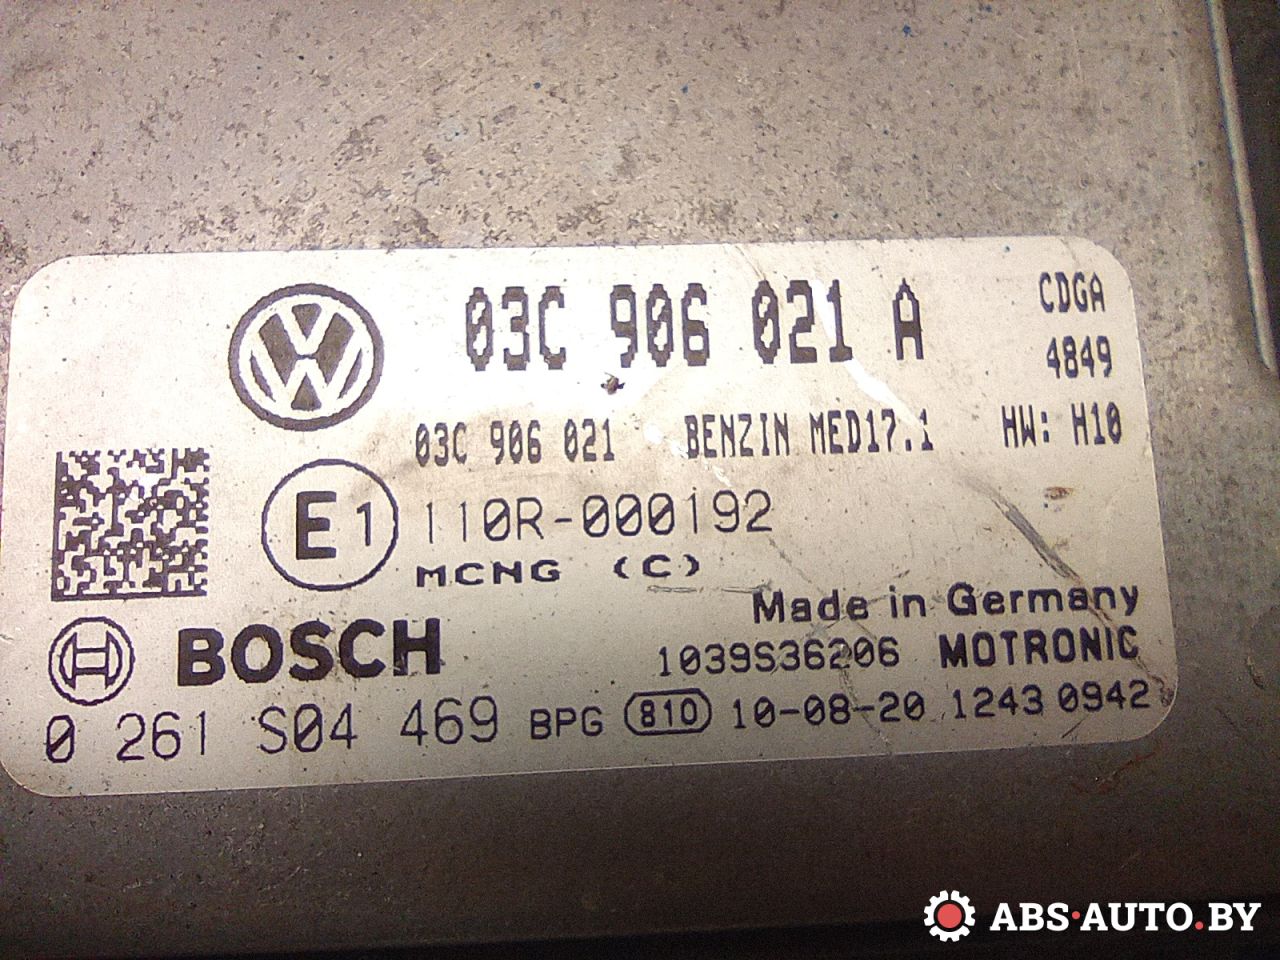 03C 906 021 A CDGA
4849
03C 906 021 BENZIN MED17.1 HW: H10
E1 110R-000192
MCNG (C)
Made in Germany
BOSCH 1039S36206 MOTRONIC
0 261 S04 469 BPG 810 10-08-20 1243 0942
ABS·AUTO.BY